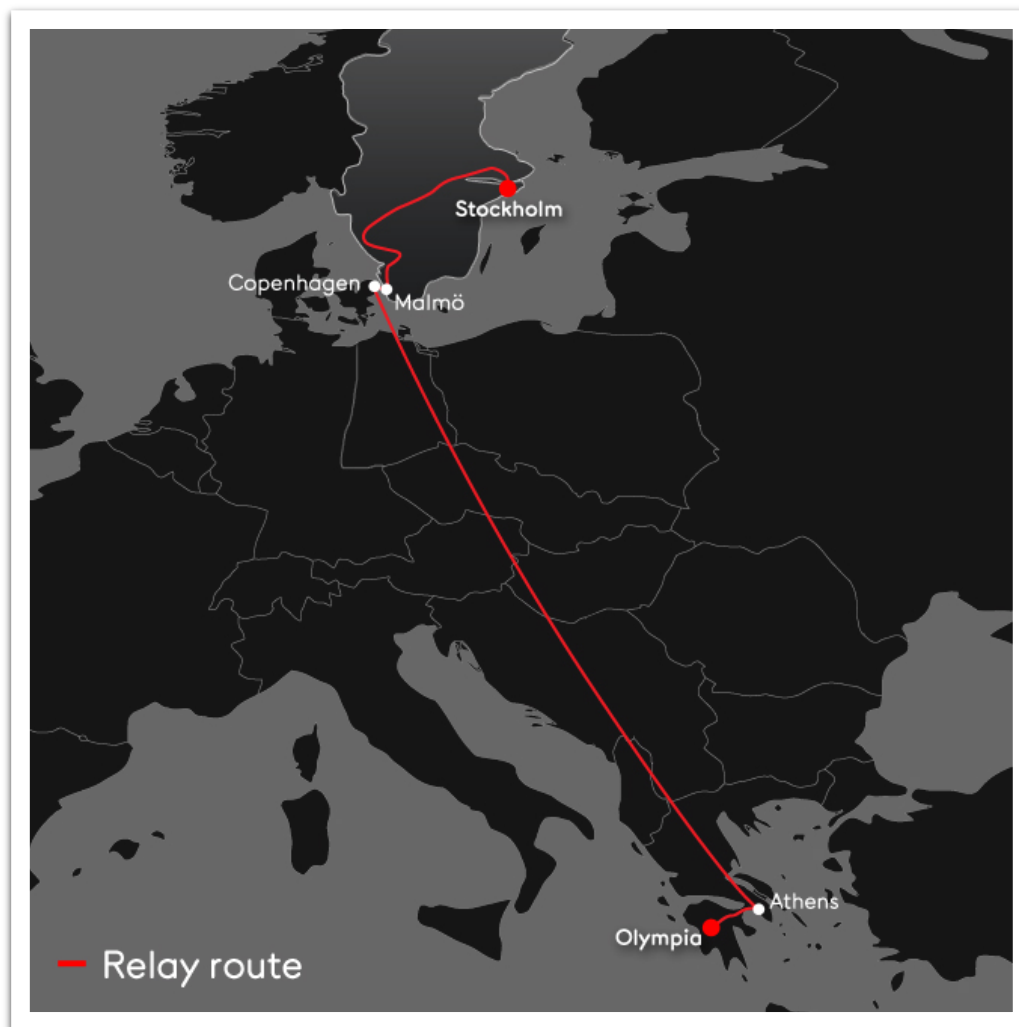 Stockholm
Copenhagen
Malmö
Athens
Olympia
Relay route